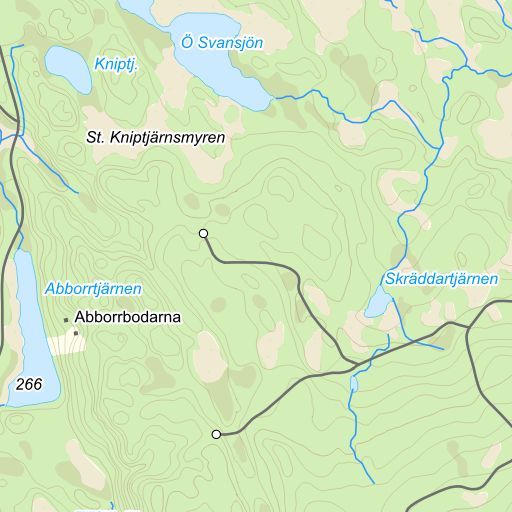 Ö Svansjön
Kniptj.
St. Kniptjärnsmyren
Skräddartjärnen
Abborrtjärnen
Abborrbodarna
266